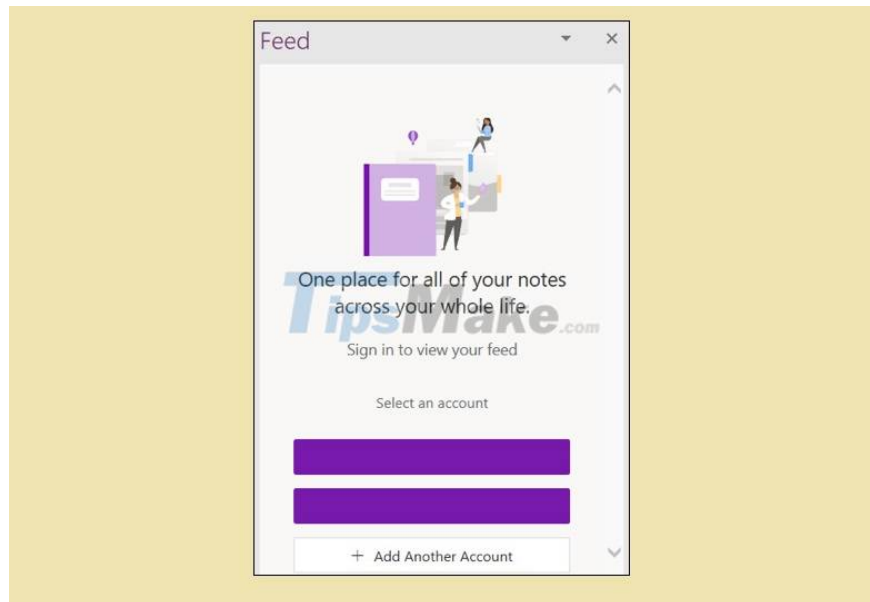 Feed
One place for all of your notes
across your whole life.
TipsMake.com
Sign in to view your feed
Select an account
+ Add Another Account